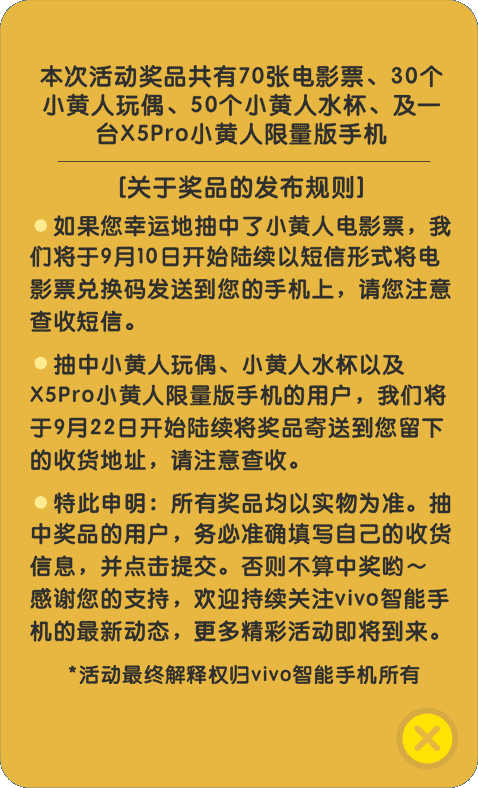 本次活动奖品共有70张电影票、30个
小黄人玩偶、50个小黄人水杯、及一
台X5Pro小黄人限量版手机
[关于奖品的发布规则]
如果您幸运地抽中了小黄人电影票，我
们将于9月10日开始陆续以短信形式将电
影票兑换码发送到您的手机上，请您注意
查收短信。
抽中小黄人玩偶、小黄人水杯以及
X5Pro小黄人限量版手机的用户，我们将
于9月22日开始陆续将奖品寄送到您留下
的收货地址，请注意查收。
特此申明：所有奖品均以实物为准。抽
中奖品的用户，务必准确填写自己的收货
信息，并点击提交。否则不算中奖哟～
感谢您的支持，欢迎持续关注vivo智能手
机的最新动态，更多精彩活动即将到来。
*活动最终解释权归vivo智能手机所有